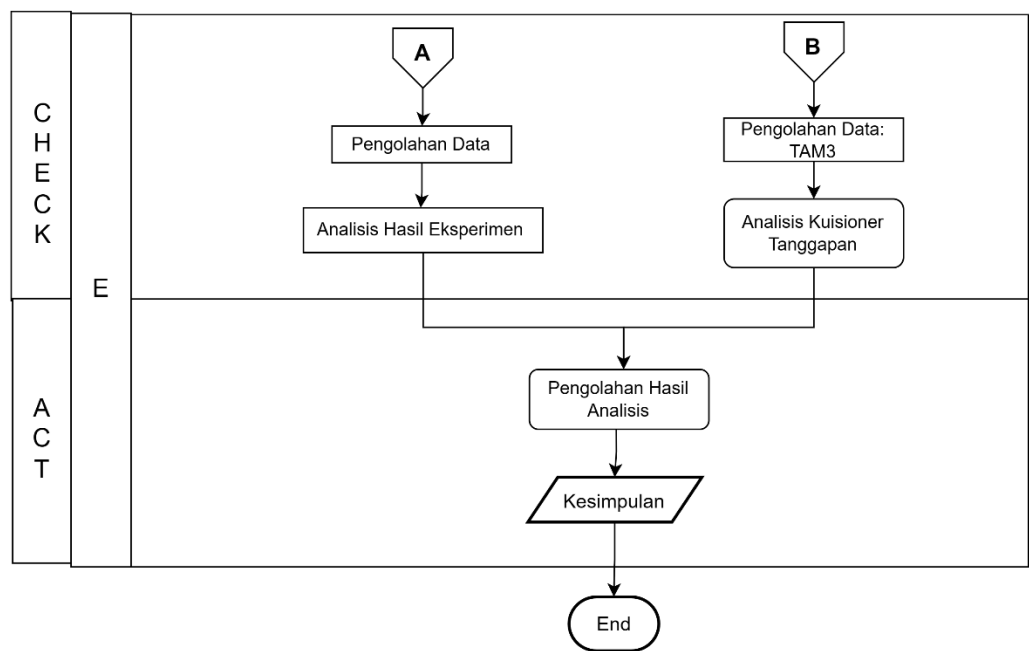 A
B
C
H
E
C
K
Pengolahan Data
Pengolahan Data:
TAM3
Analisis Hasil Eksperimen
Analisis Kuisioner
Tanggapan
E
A
C
T
Pengolahan Hasil
Analisis
Kesimpulan
End